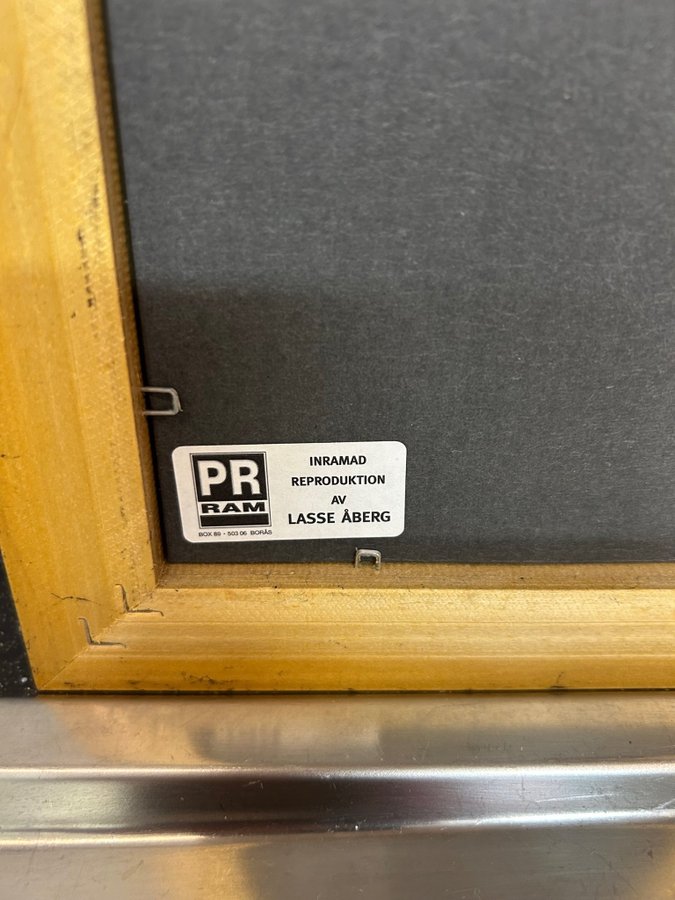 PR
RAM
BOX 89 - 503 06 BORÅS
INRAMAD
REPRODUKTION
AV
LASSE ÅBERG